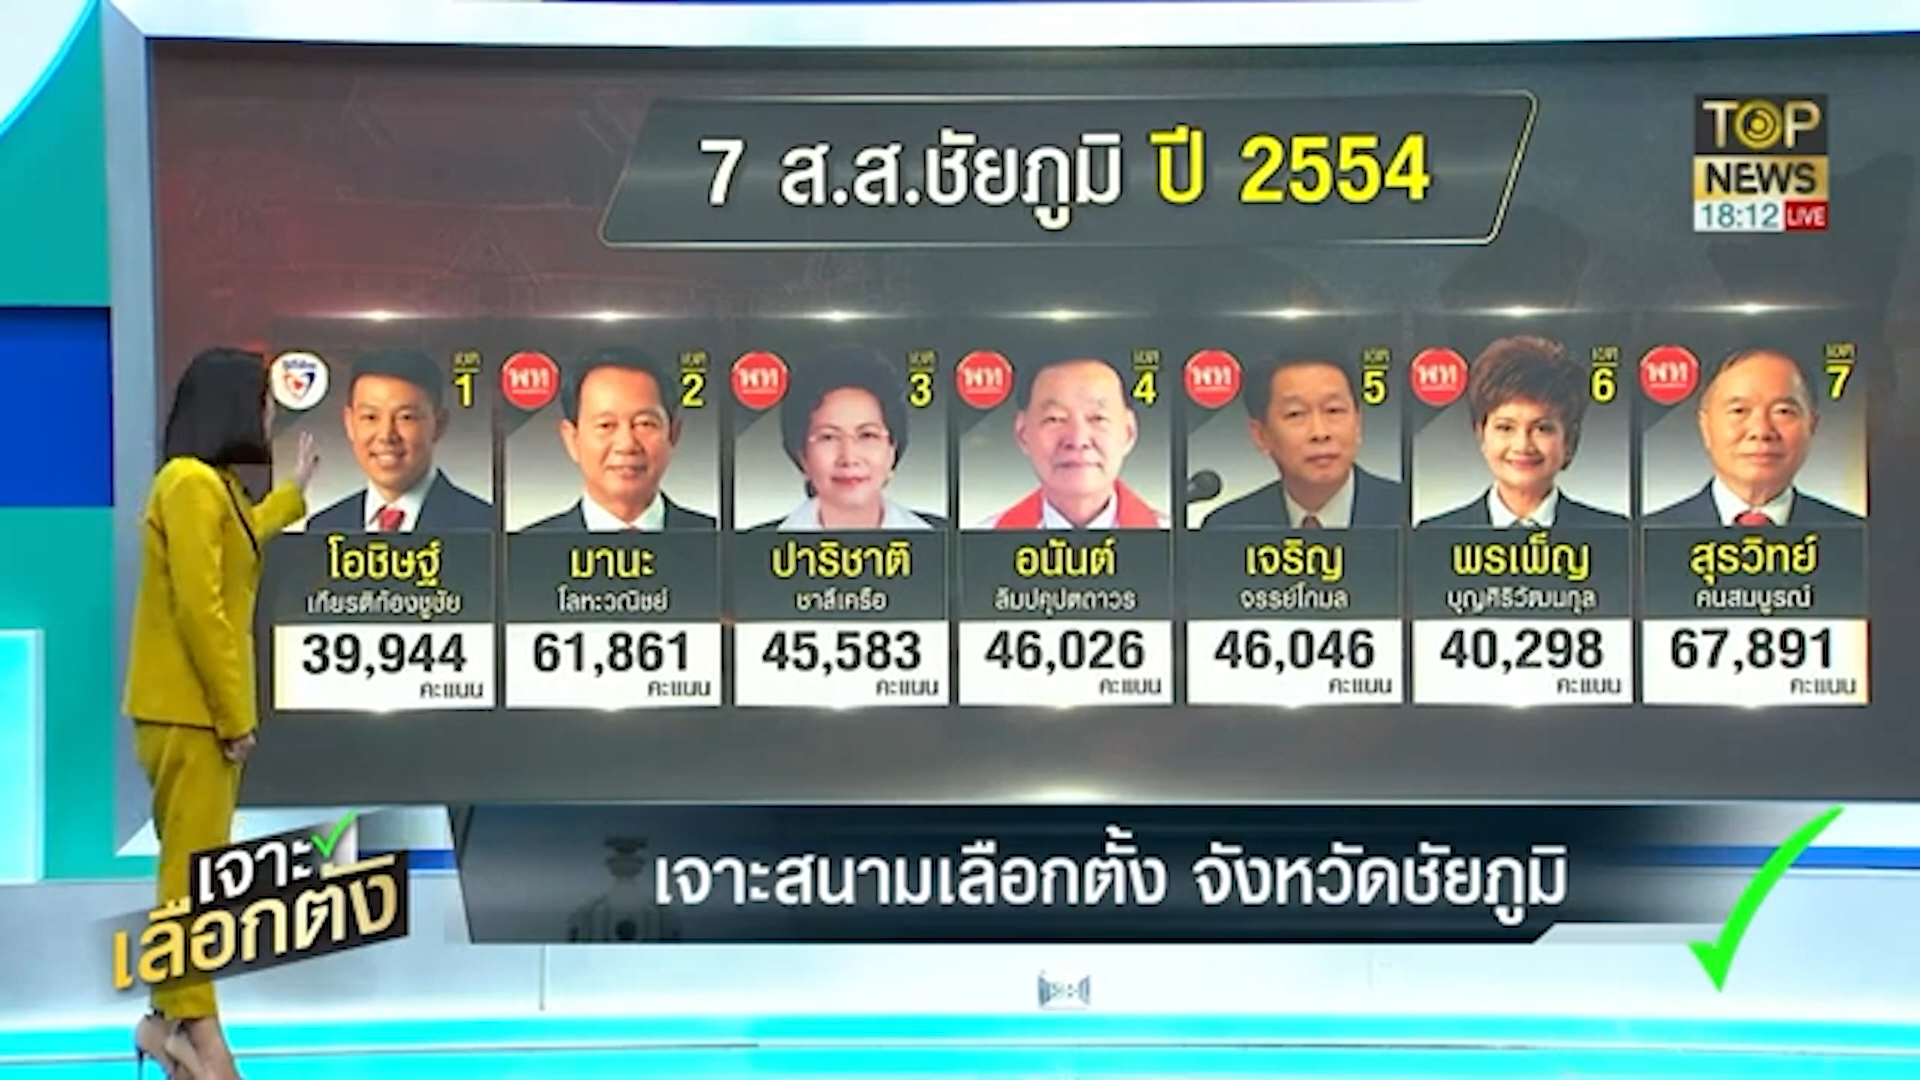 7 ส.ส.ชัยภูมิ ปี 2554
TOP
NEWS
18:12 LIVE
เขต 1
พท เขต 2
พท เขต 3
พท เขต 4
พท เขต 5
พท เขต 6
พท เขต 7
โอชิษฐ์ มานะ ปาริชาติ อนันต์ เจริญ พรเพ็ญ สุรวิทย์
เกียรติก้องชูชัย โลหะวณิชย์ ชาลีเครือ ลิมปคุปตถาวร จรรย์โกมล บุญศิริวัฒนกุล คนสมบูรณ์
39,944 61,861 45,583 46,026 46,046 40,298 67,891
คะแนน คะแนน คะแนน คะแนน คะแนน คะแนน คะแนน
เจาะ
เลือกตั้ง
เจาะสนามเลือกตั้ง จังหวัดชัยภูมิ